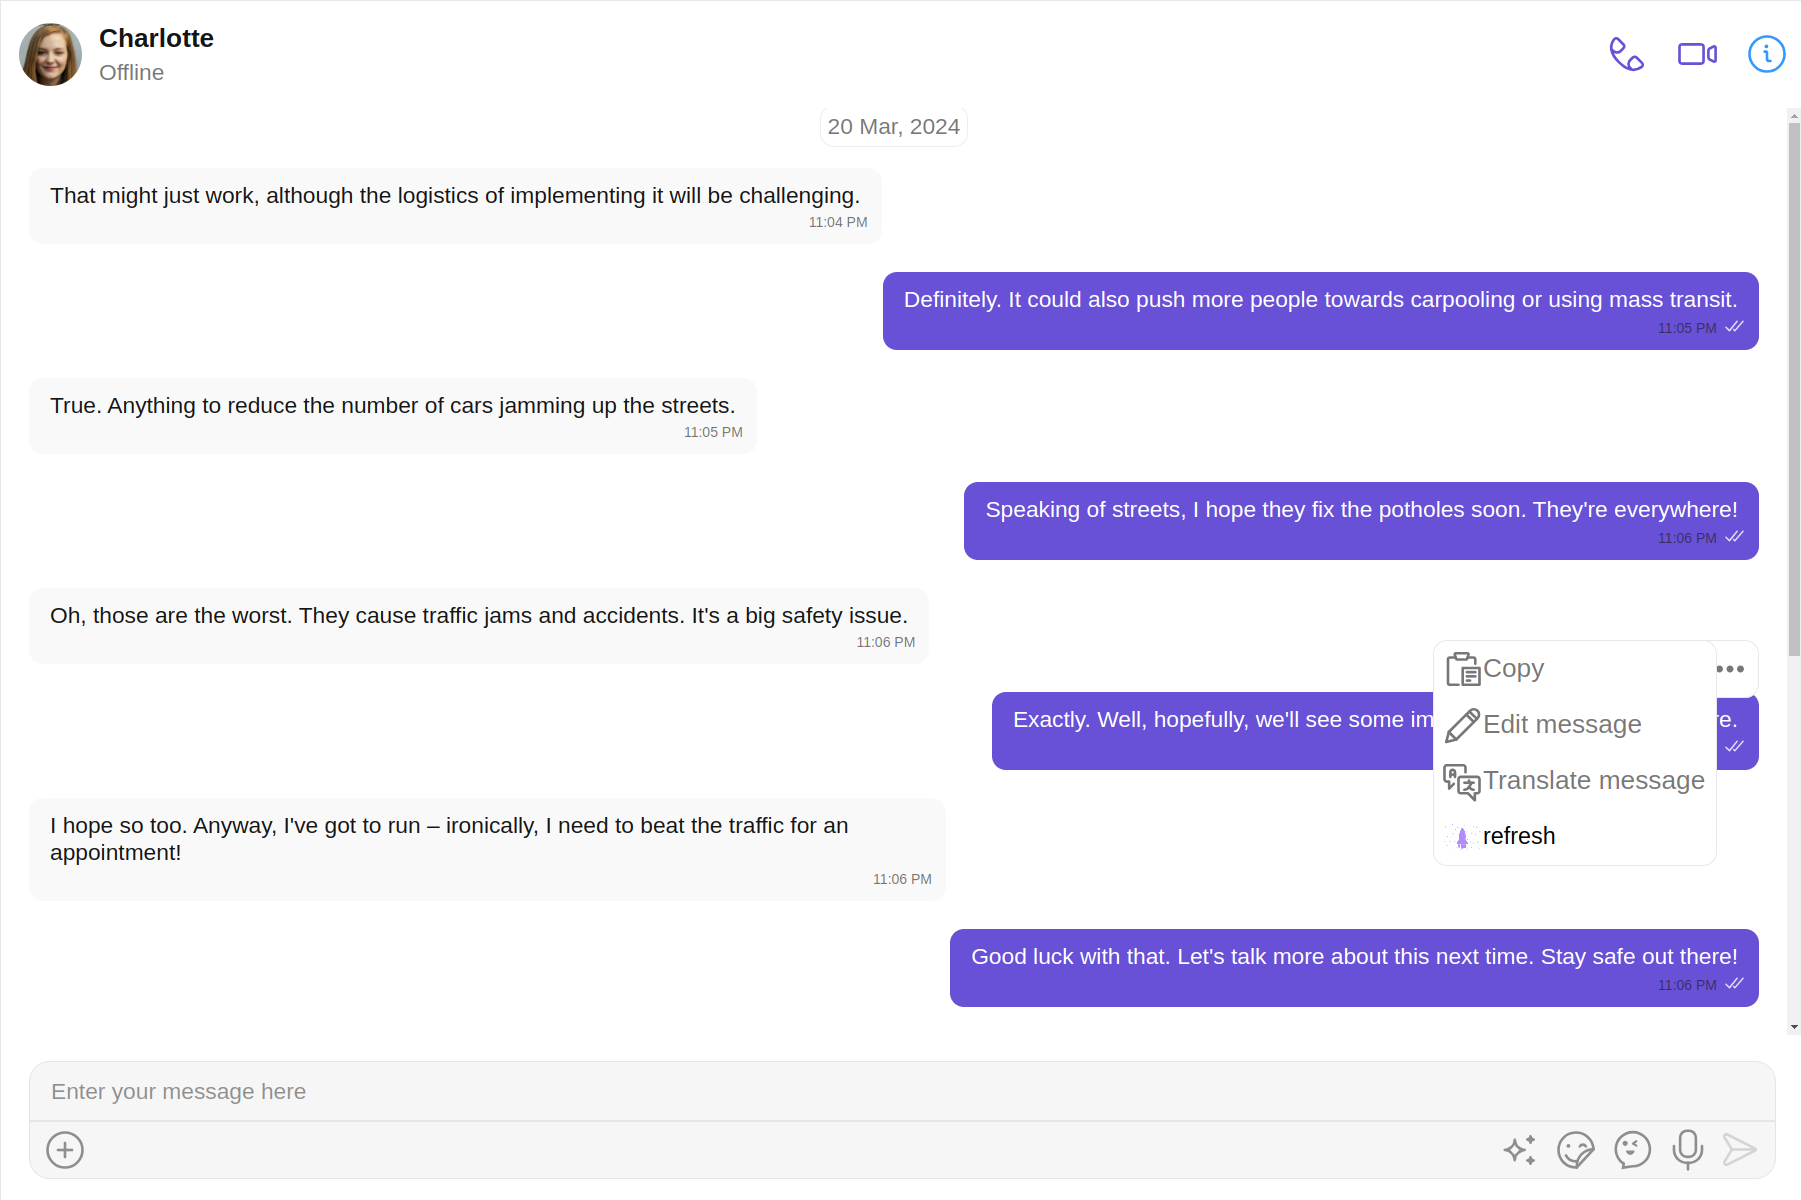 Charlotte
Offline
20 Mar, 2024
That might just work, although the logistics of implementing it will be challenging.
11:04 PM
Definitely. It could also push more people towards carpooling or using mass transit.
11:05 PM
True. Anything to reduce the number of cars jamming up the streets.
11:05 PM
Speaking of streets, I hope they fix the potholes soon. They're everywhere!
11:06 PM
Oh, those are the worst. They cause traffic jams and accidents. It's a big safety issue.
11:06 PM
Exactly. Well, hopefully, we'll see some
Copy
Edit message
Translate message
refresh
I hope so too. Anyway, I've got to run – ironically, I need to beat the traffic for an
appointment!
11:06 PM
Good luck with that. Let's talk more about this next time. Stay safe out there!
11:06 PM
Enter your message here